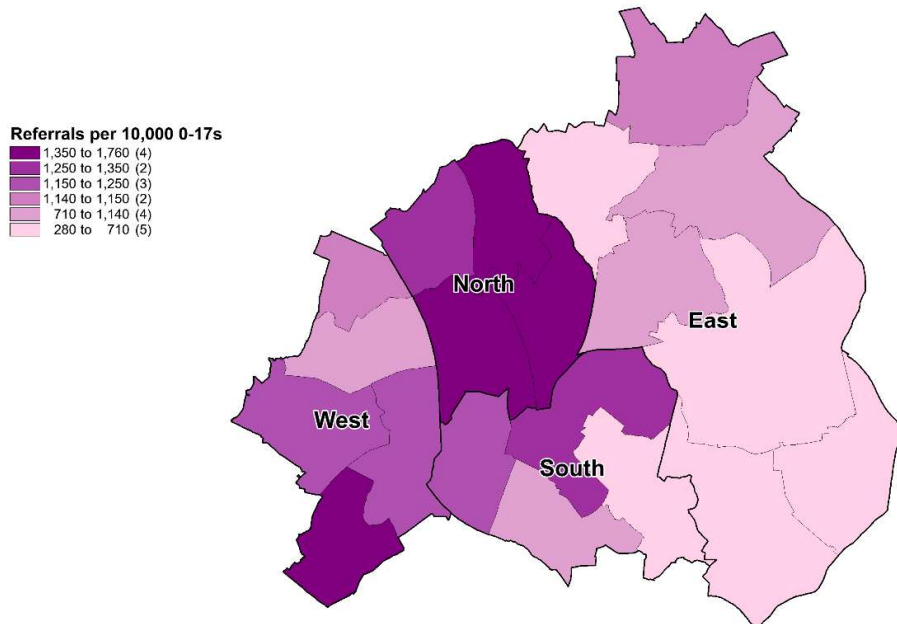 Referrals per 10,000 0-17s
1,350 to 1,760 (4)
1,250 to 1,350 (2)
1,150 to 1,250 (3)
1,140 to 1,150 (2)
710 to 1,140 (4)
280 to 710 (5)
North
East
West
South